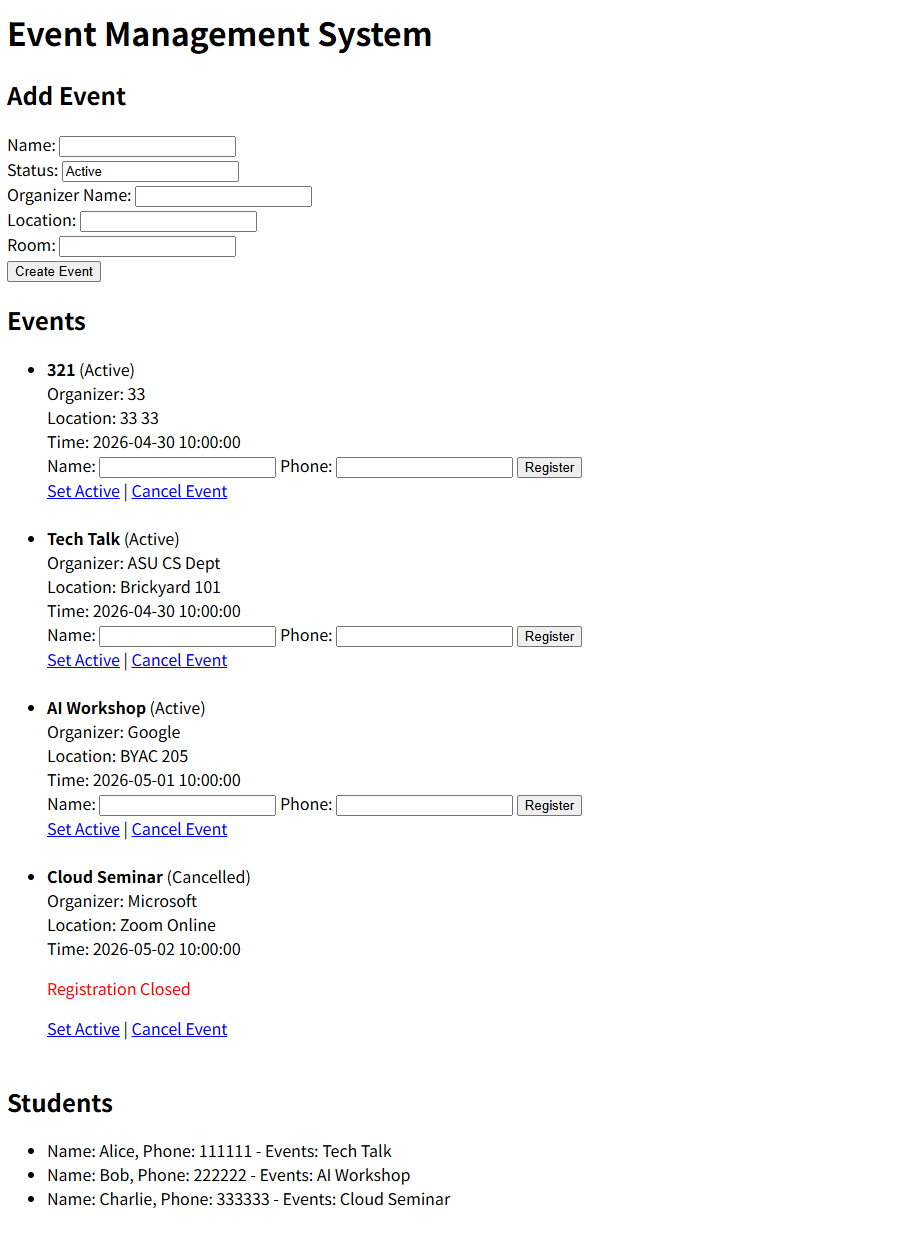 Event Management System
Add Event
Name:
Status: Active
Organizer Name:
Location:
Room:
Create Event
Events
321 (Active)
Organizer: 33
Location: 33 33
Time: 2026-04-30 10:00:00
Name: Phone: Register
Set Active | Cancel Event
Tech Talk (Active)
Organizer: ASU CS Dept
Location: Brickyard 101
Time: 2026-04-30 10:00:00
Name: Phone: Register
Set Active | Cancel Event
AI Workshop (Active)
Organizer: Google
Location: BYAC 205
Time: 2026-05-01 10:00:00
Name: Phone: Register
Set Active | Cancel Event
Cloud Seminar (Cancelled)
Organizer: Microsoft
Location: Zoom Online
Time: 2026-05-02 10:00:00
Registration Closed
Set Active | Cancel Event
Students
Name: Alice, Phone: 111111 - Events: Tech Talk
Name: Bob, Phone: 222222 - Events: AI Workshop
Name: Charlie, Phone: 333333 - Events: Cloud Seminar